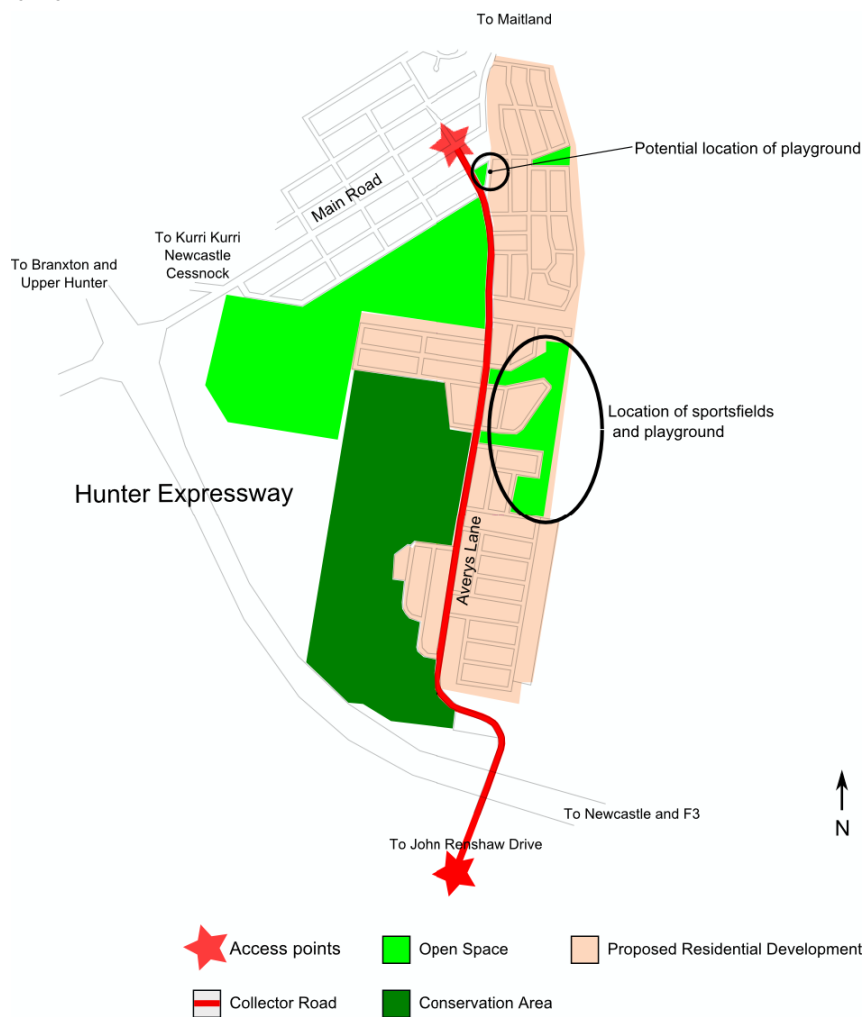 To Maitland
Potential location of playground
Main Road
To Kurri Kurri
Newcastle
Cessnock
To Branxton and
Upper Hunter
Location of sportsfields
and playground
Hunter Expressway
Averys Lane
To Newcastle and F3
N
To John Renshaw Drive
Access points
Open Space
Proposed Residential Development
Collector Road
Conservation Area